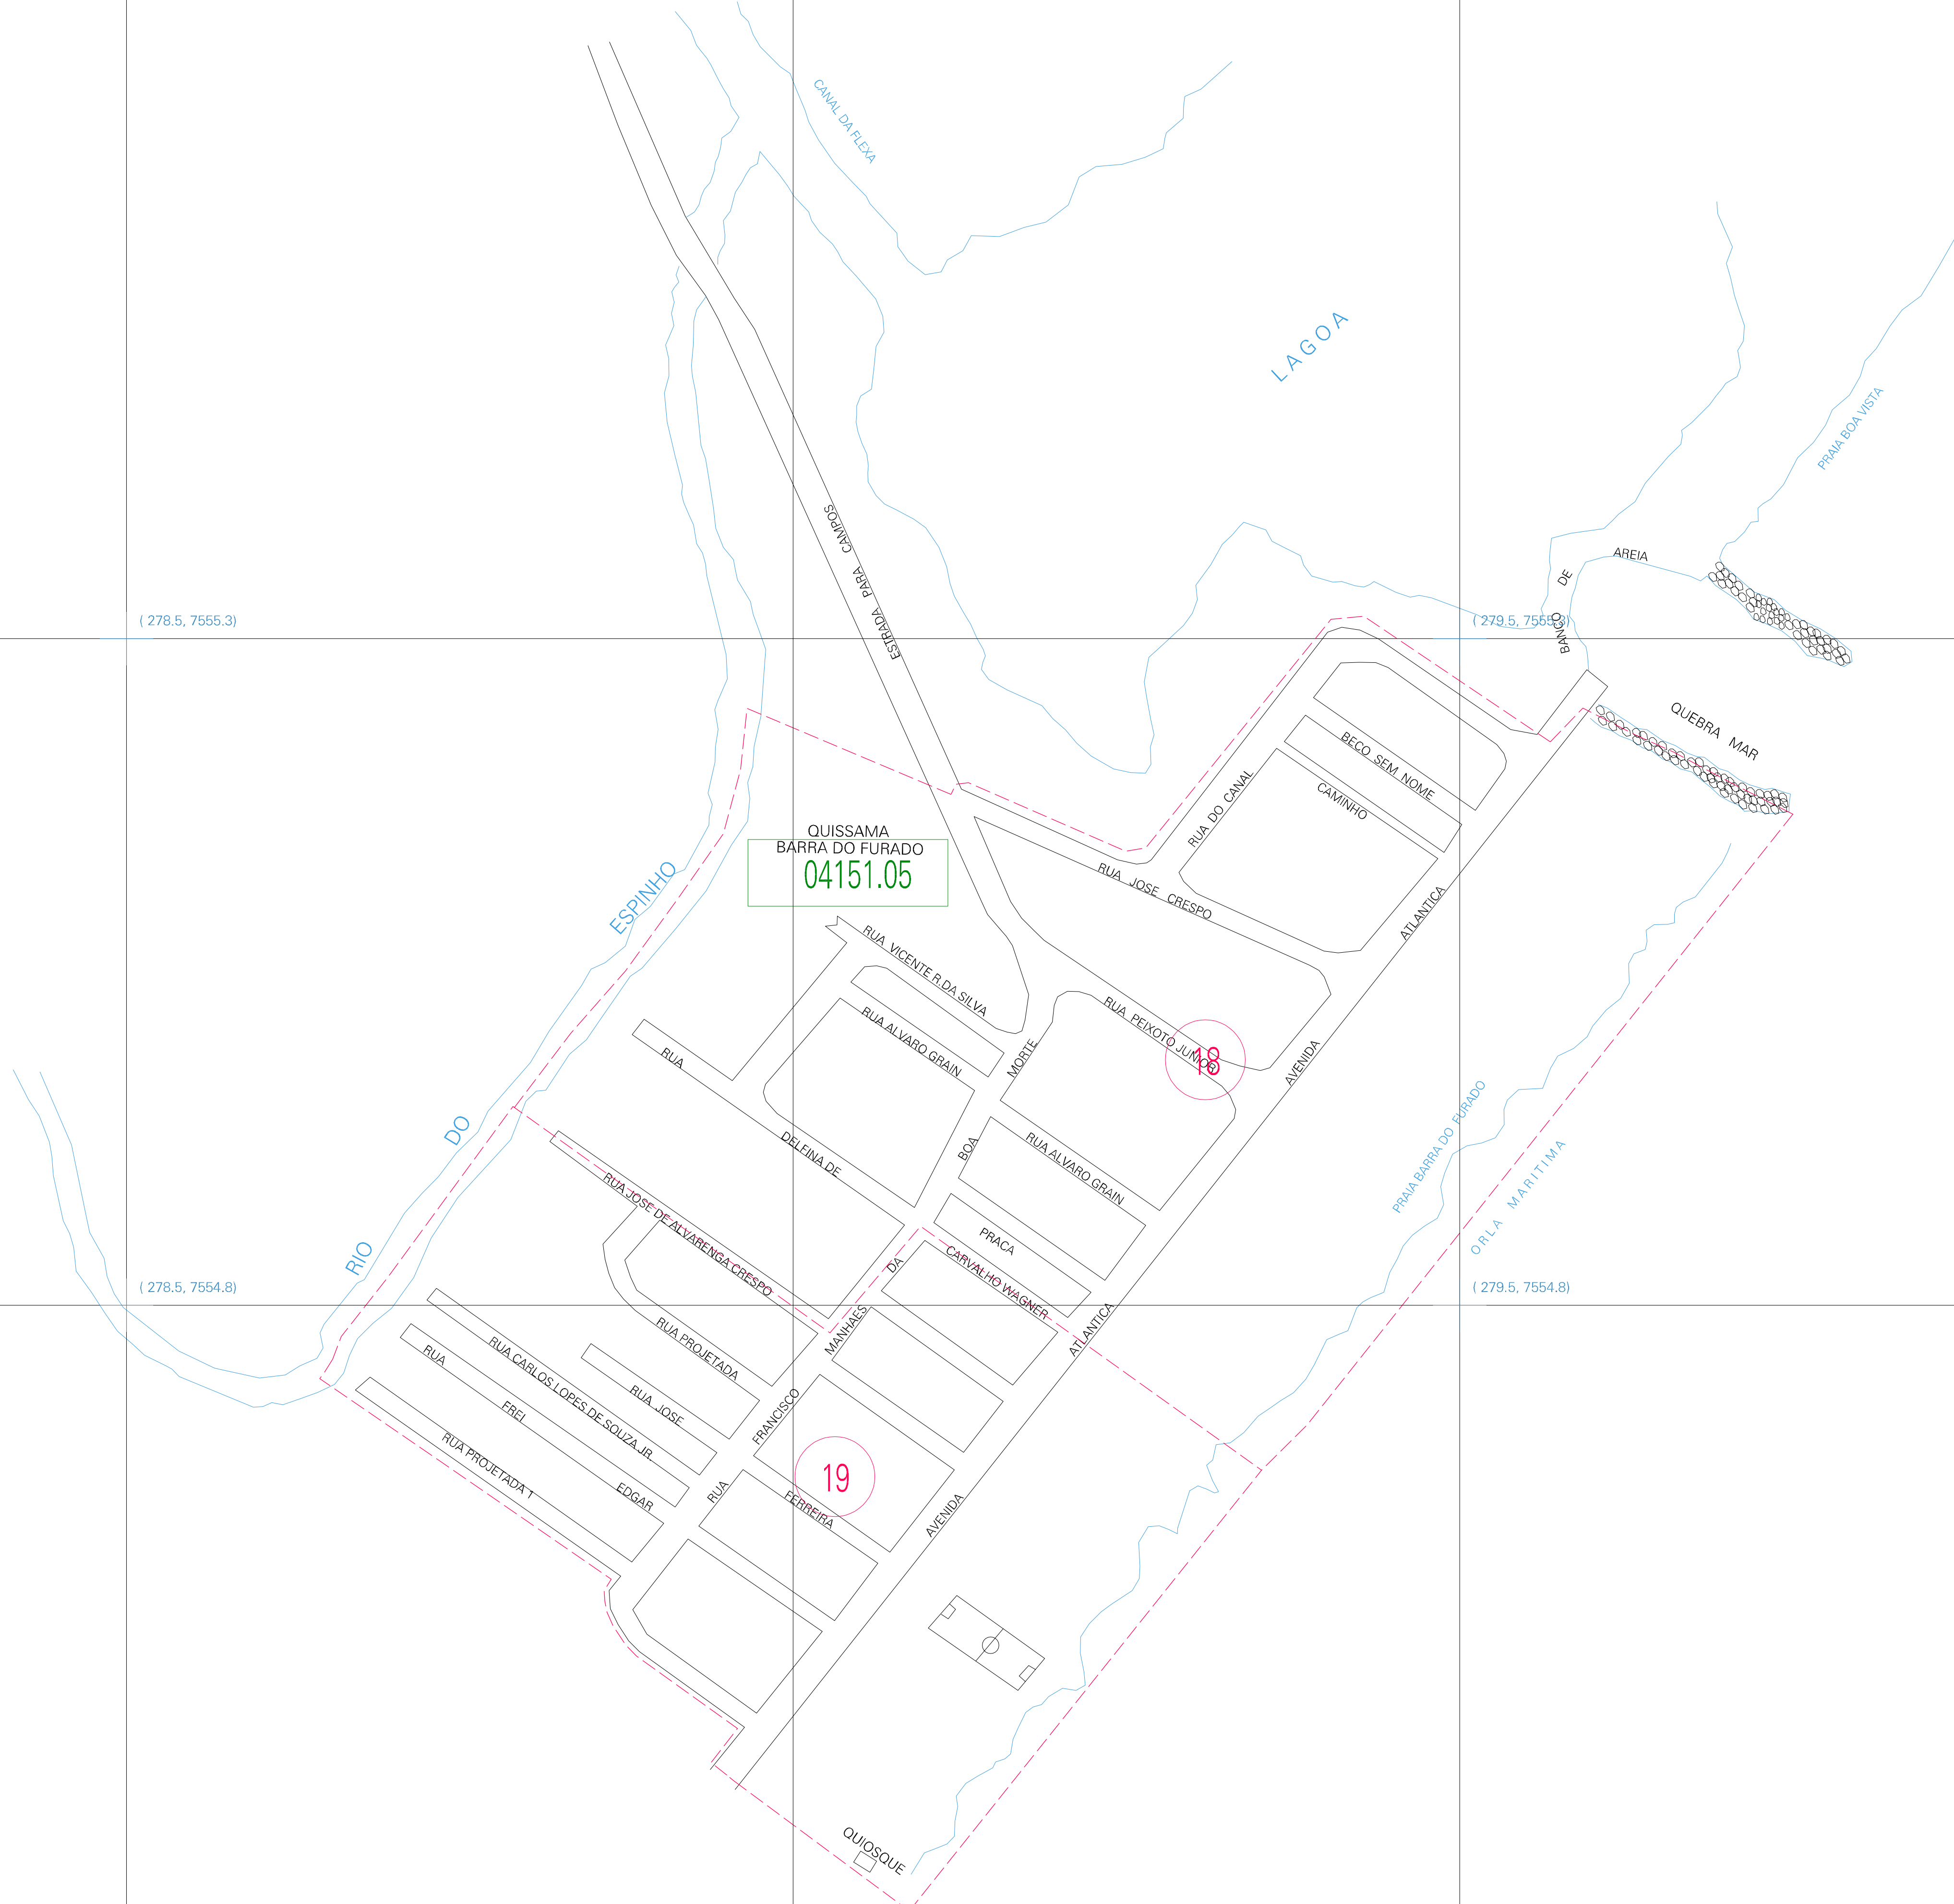 CANAL DA FLEXA
LAGOA
PRAIA BOA VISTA
ESTRADA PARA CAMPOS
BANCO DE AREIA
( 278.5, 7555.3)
( 279.5, 7555.3)
QUEBRA MAR
BECO SEM NOME
CAMINHO
RUA DO CANAL
QUISSAMA
BARRA DO FURADO
04151.05
RUA JOSE CRESPO
AVENIDA ATLANTICA
RIO DO ESPINHO
RUA VICENTE R.DA SILVA
RUA ALVARO GRAIN
RUA PEIXOTO JUNIOR
18
RUA DELFINA DE
CARVALHO WAGNER
RUA FRANCISCO MANHAES DA BOA MORTE
RUA ALVARO GRAIN
PRACA
PRAIA BARRA DO FURADO
ORLA MARITIMA
RUA JOSE DE ALVARENGA CRESPO
( 278.5, 7554.8)
( 279.5, 7554.8)
RUA PROJETADA
RUA CARLOS LOPES DE SOUZA JR
RUA JOSE
FERREIRA
RUA FREI EDGAR
RUA PROJETADA 1
19
AVENIDA ATLANTICA
QUIOSQUE